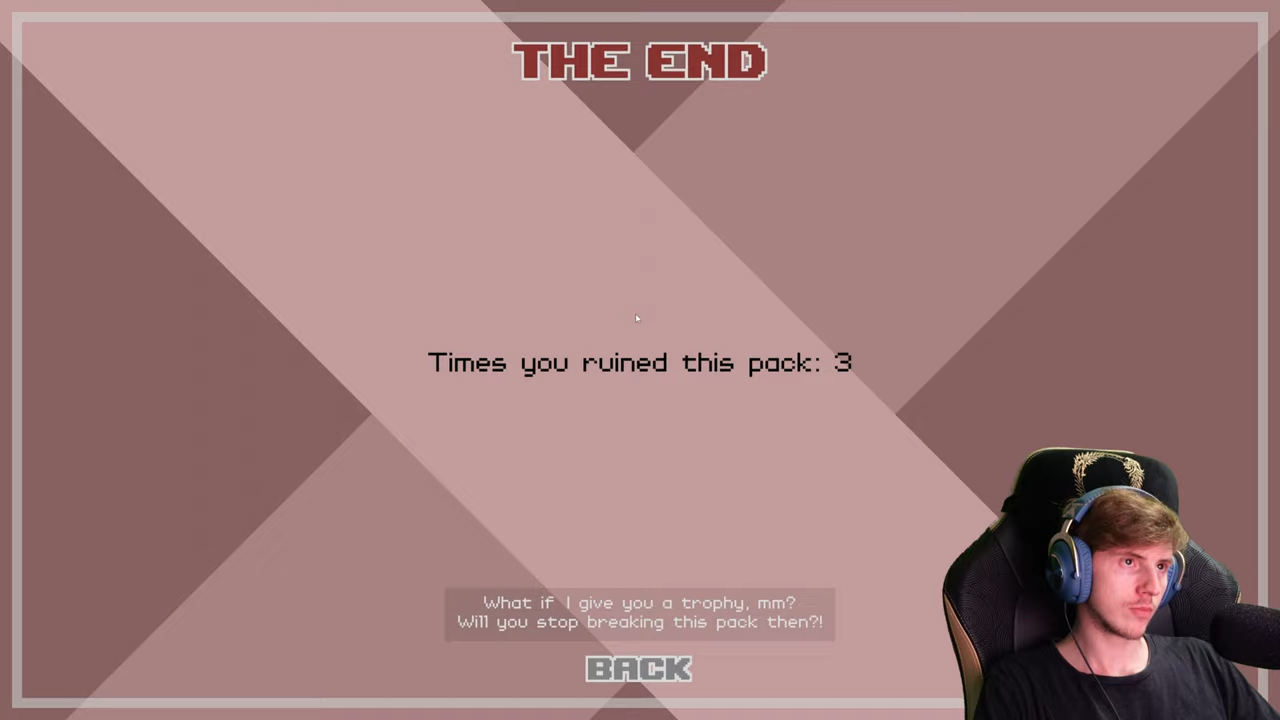 THE END
Times you ruined this pack: 3
What if I give you a trophy, mm?
Will you stop breaking this pack then?!
BACK